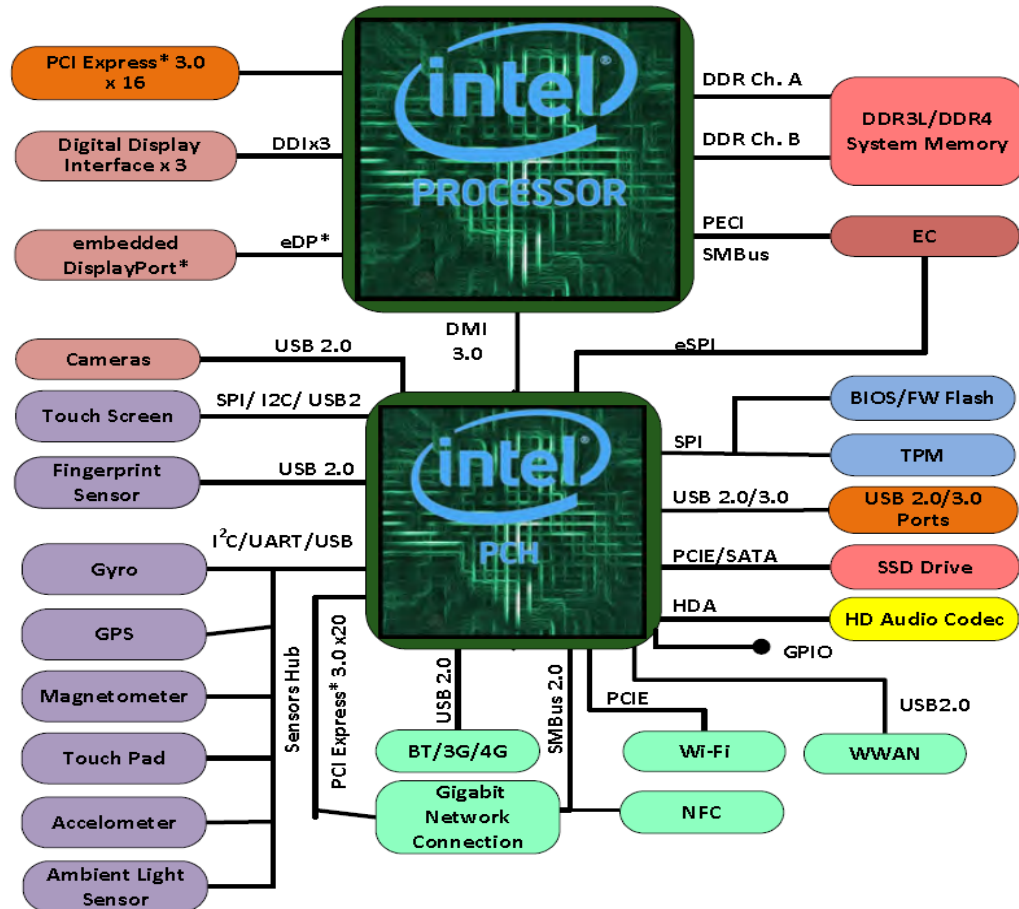 PCI Express* 3.0
x 16
Digital Display
Interface x 3
DDIx3
embedded
DisplayPort*
eDP*
intel®
PROCESSOR
DDR Ch. A
DDR Ch. B
DDR3L/DDR4
System Memory
PECI
SMBus
EC
DMI
3.0
eSPI
Cameras
USB 2.0
Touch Screen
SPI/ I2C/ USB2
Fingerprint
Sensor
USB 2.0
intel®
PCH
SPI
BIOS/FW Flash
TPM
USB 2.0/3.0
USB 2.0/3.0
Ports
PCIE/SATA
SSD Drive
HDA
HD Audio Codec
GPIO
I²C/UART/USB
Gyro
GPS
Magnetometer
Touch Pad
Accelometer
Ambient Light
Sensor
Sensors Hub
PCI Express* 3.0 x20
USB 2.0
SMBus 2.0
PCIE
USB2.0
BT/3G/4G
Wi-Fi
WWAN
Gigabit
Network
Connection
NFC